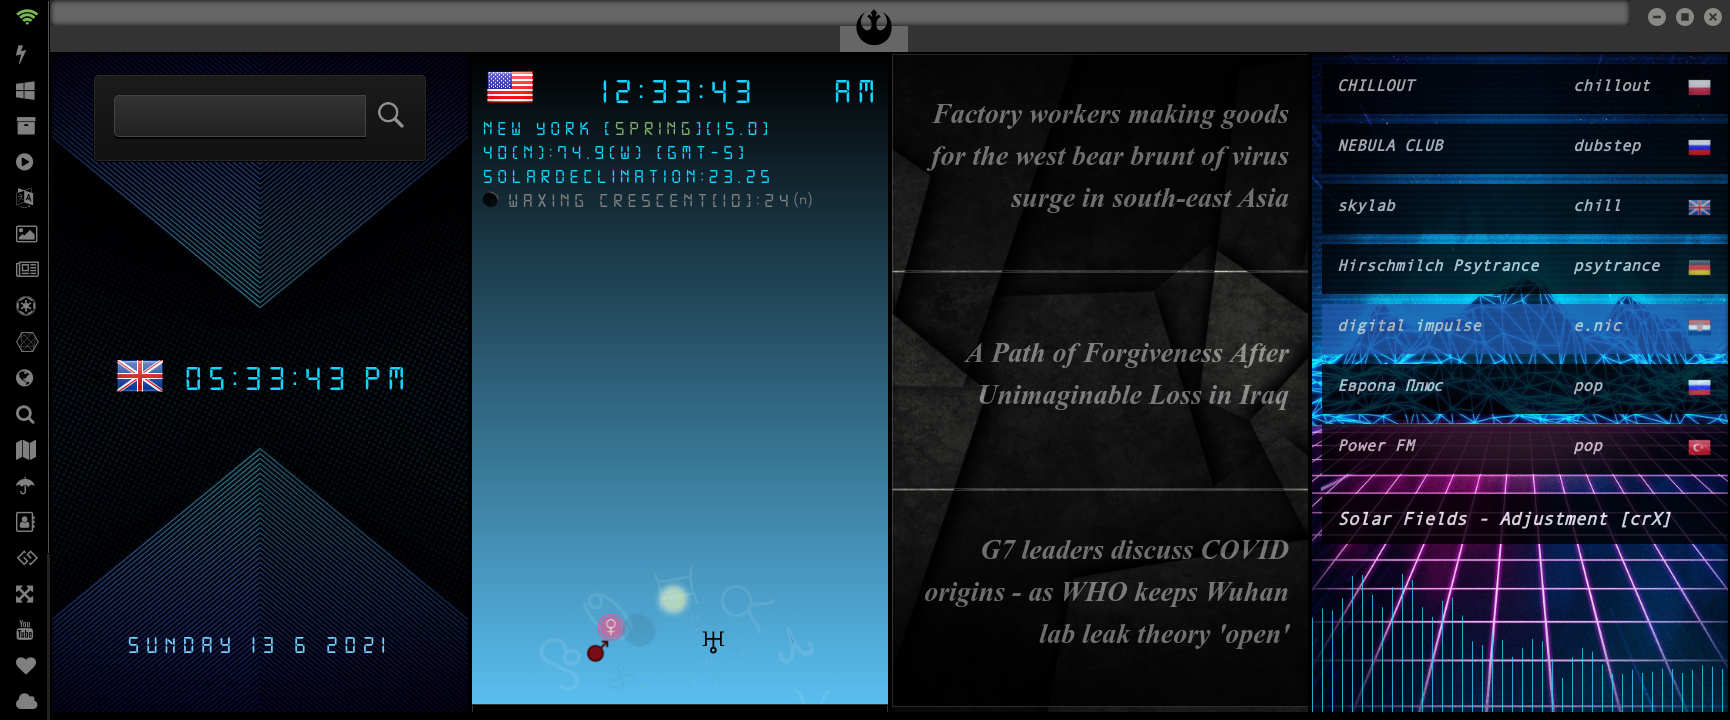 05:33:43 PM
SUNDAY 13 6 2021
12:33:43 AM
NEW YORK [SPRING][15.0]
40(N):74.9(W) [GMT-5]
SOLARDECLINATION:23.25
WAXING CRESCENT[10]:24(n)
Factory workers making goods
for the west bear brunt of virus
surge in south-east Asia
A Path of Forgiveness After
Unimaginable Loss in Iraq
G7 leaders discuss COVID
origins - as WHO keeps Wuhan
lab leak theory 'open'
CHILLOUT chillout
NEBULA CLUB dubstep
skylab chill
Hirschmilch Psytrance psytrance
digital impulse e.nic
Европа Плюс pop
Power FM pop
Solar Fields - Adjustment [crX]
You
Tube